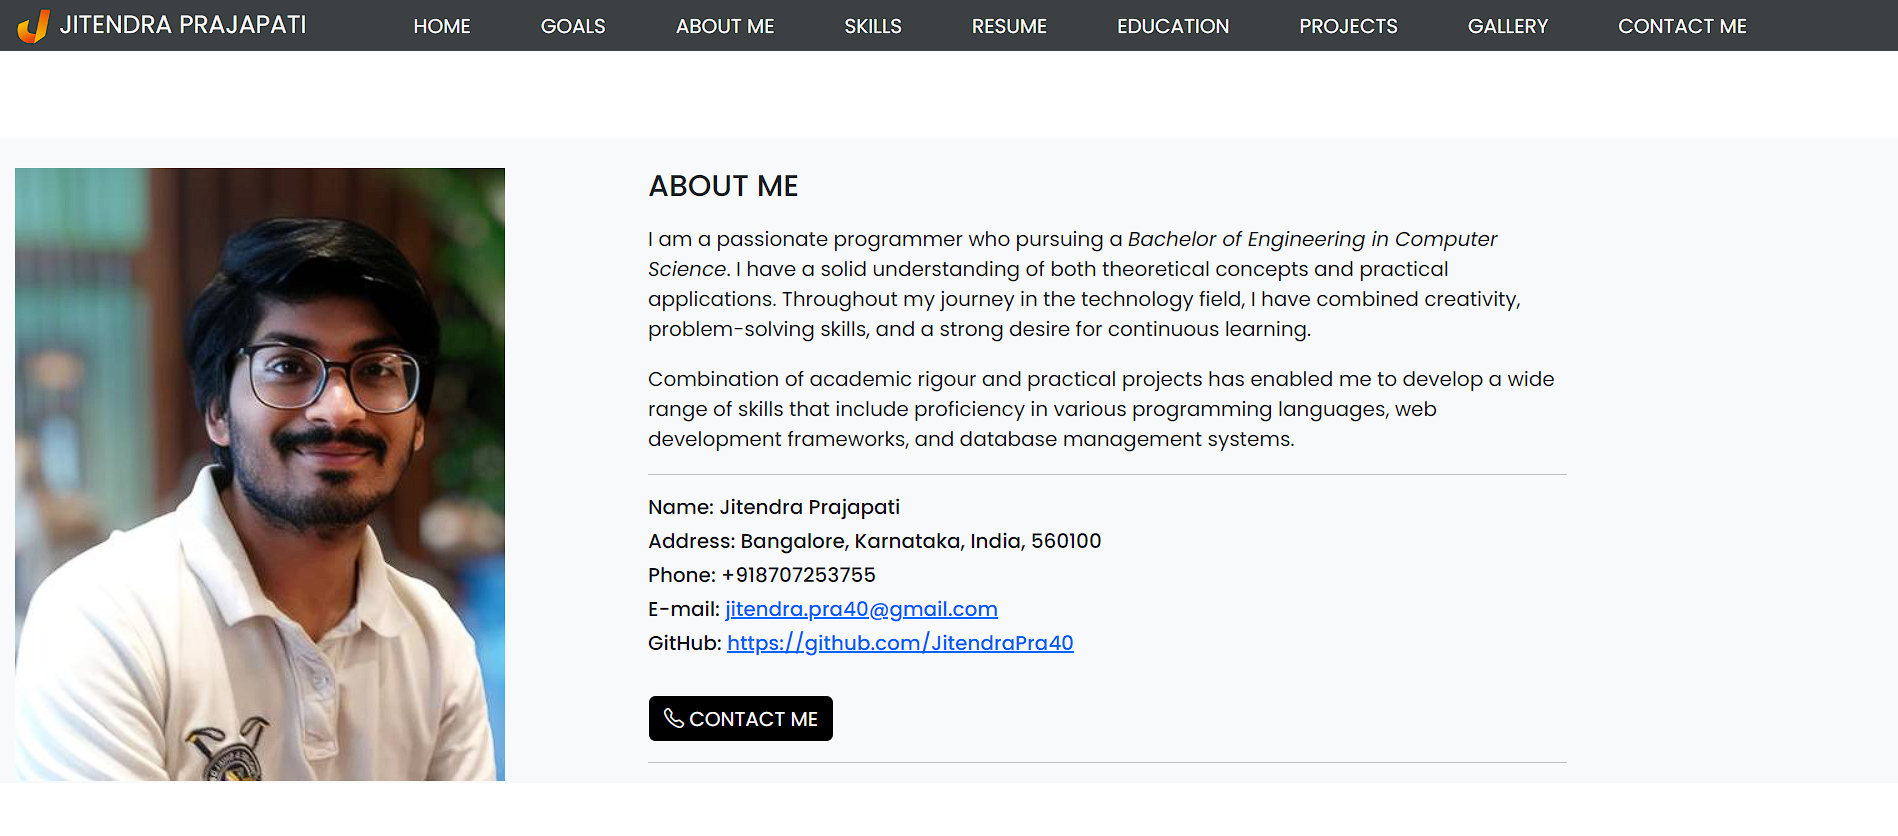 JITENDRA PRAJAPATI HOME GOALS ABOUT ME SKILLS RESUME EDUCATION PROJECTS GALLERY CONTACT ME
ABOUT ME
I am a passionate programmer who pursuing a Bachelor of Engineering in Computer
Science. I have a solid understanding of both theoretical concepts and practical
applications. Throughout my journey in the technology field, I have combined creativity,
problem-solving skills, and a strong desire for continuous learning.
Combination of academic rigour and practical projects has enabled me to develop a wide
range of skills that include proficiency in various programming languages, web
development frameworks, and database management systems.
Name: Jitendra Prajapati
Address: Bangalore, Karnataka, India, 560100
Phone: +918707253755
E-mail: jitendra.pra40@gmail.com
GitHub: https://github.com/JitendraPra40
CONTACT ME